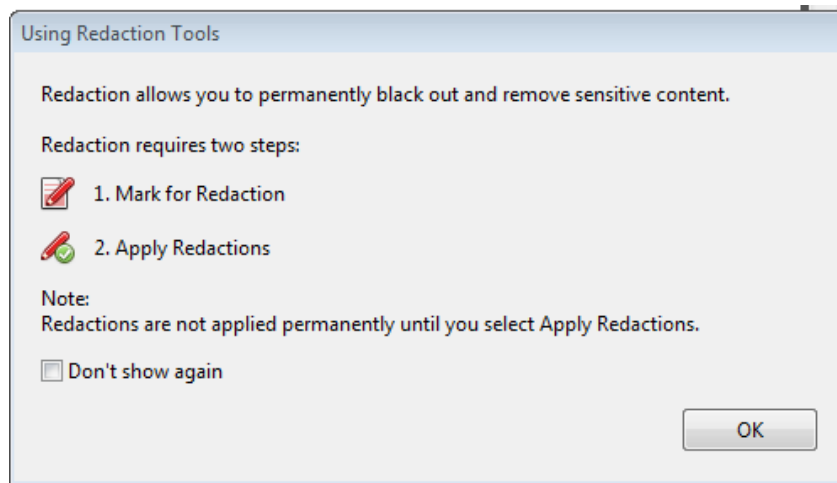 Using Redaction Tools
Redaction allows you to permanently black out and remove sensitive content.
Redaction requires two steps:
1. Mark for Redaction
2. Apply Redactions
Note:
Redactions are not applied permanently until you select Apply Redactions.
Don't show again
OK